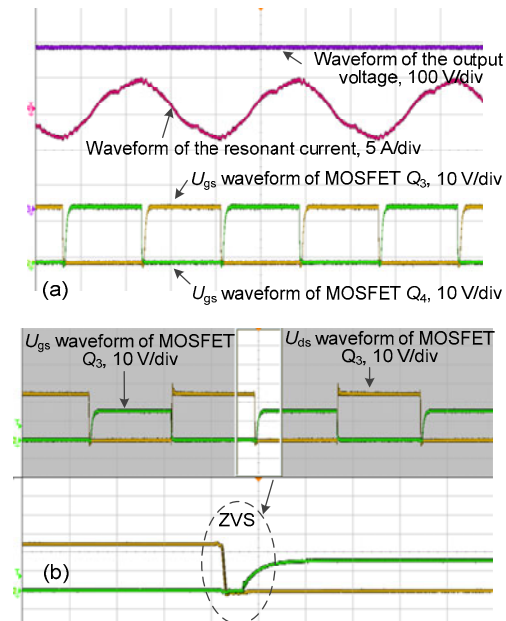 Waveform of the output
voltage, 100 V/div
Waveform of the resonant current, 5 A/div
Ugs waveform of MOSFET Q3, 10 V/div
Ugs waveform of MOSFET Q4, 10 V/div
(a)
Ugs waveform of MOSFET
Q3, 10 V/div
Uds waveform of MOSFET
Q3, 10 V/div
ZVS
(b)